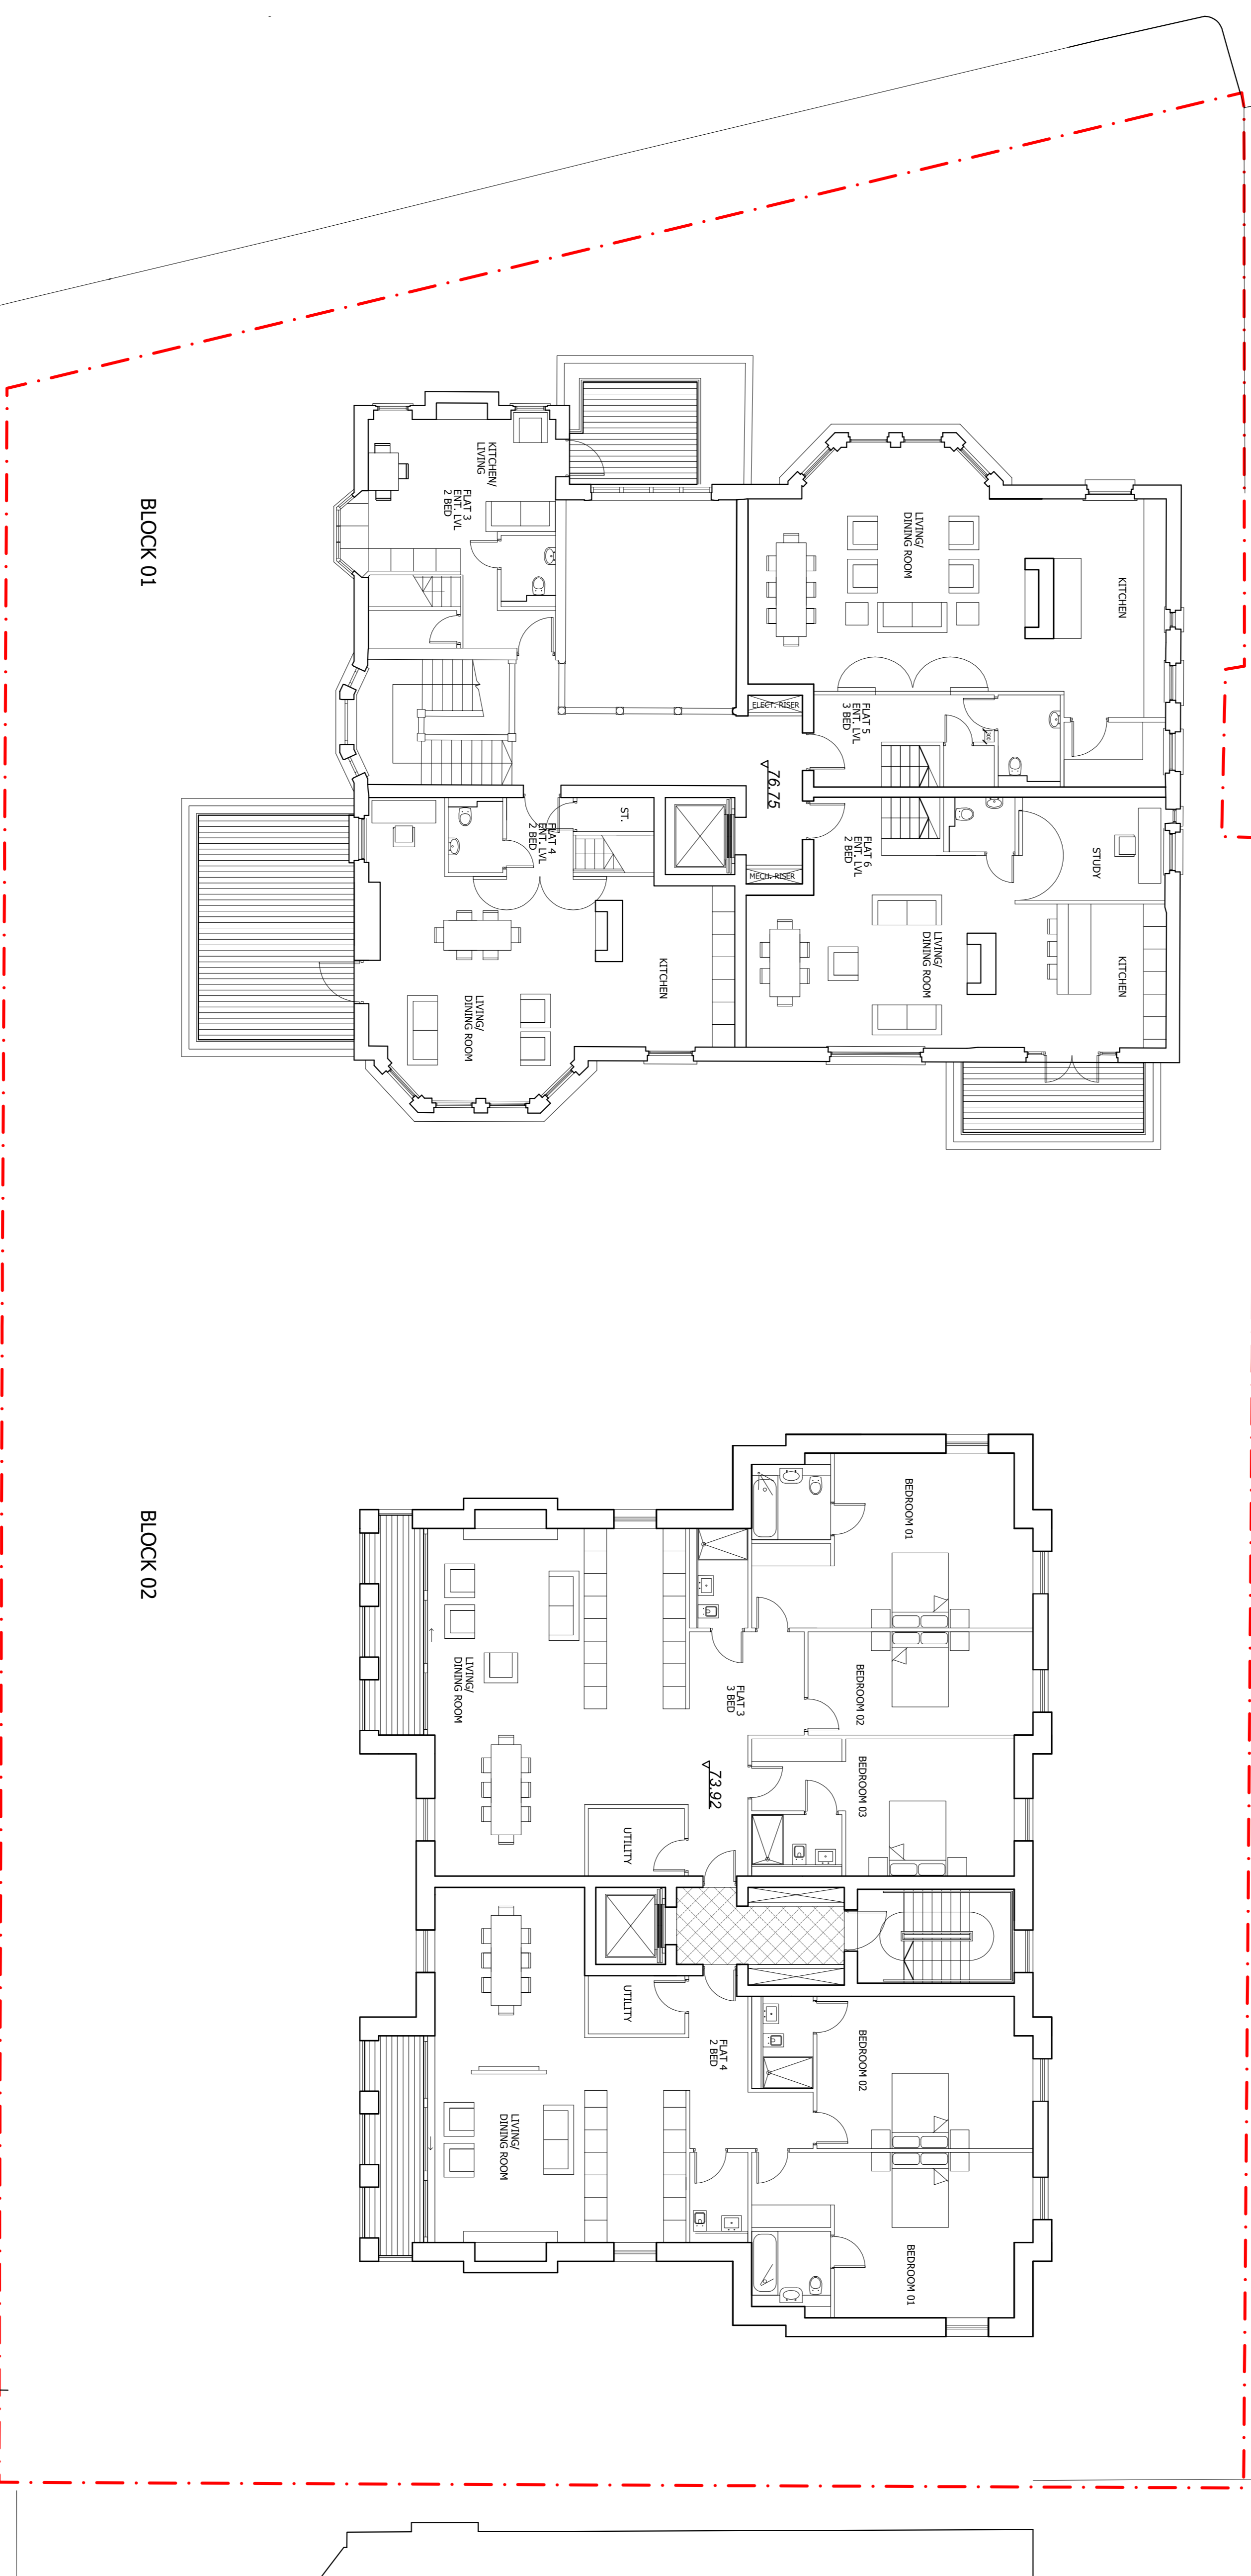 KITCHEN
STUDY
KITCHEN
LIVING/
DINING ROOM
LIVING/
DINING ROOM
FLAT 5
ENT. LVL
3 BED
FLAT 6
ENT. LVL
2 BED
ELECT. RISER
76.75
MECH. RISER
KITCHEN
ST.
FLAT 4
ENT. LVL
2 BED
KITCHEN/
LIVING
FLAT 3
ENT. LVL
2 BED
LIVING/
DINING ROOM
BLOCK 01
BEDROOM 01
BEDROOM 02
BEDROOM 03
BEDROOM 02
BEDROOM 01
FLAT 3
3 BED
73.92
FLAT 4
2 BED
UTILITY
UTILITY
LIVING/
DINING ROOM
LIVING/
DINING ROOM
BLOCK 02